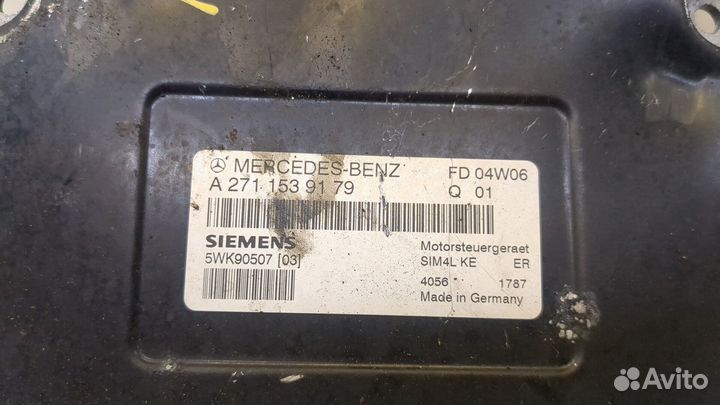 MERCEDES-BENZ FD 04W06
A 271 153 91 79 Q 01
SIEMENS Motorsteuergeraet
5WK90507 [03] SIM4L KE ER
4056 1787
Made in Germany
Avito